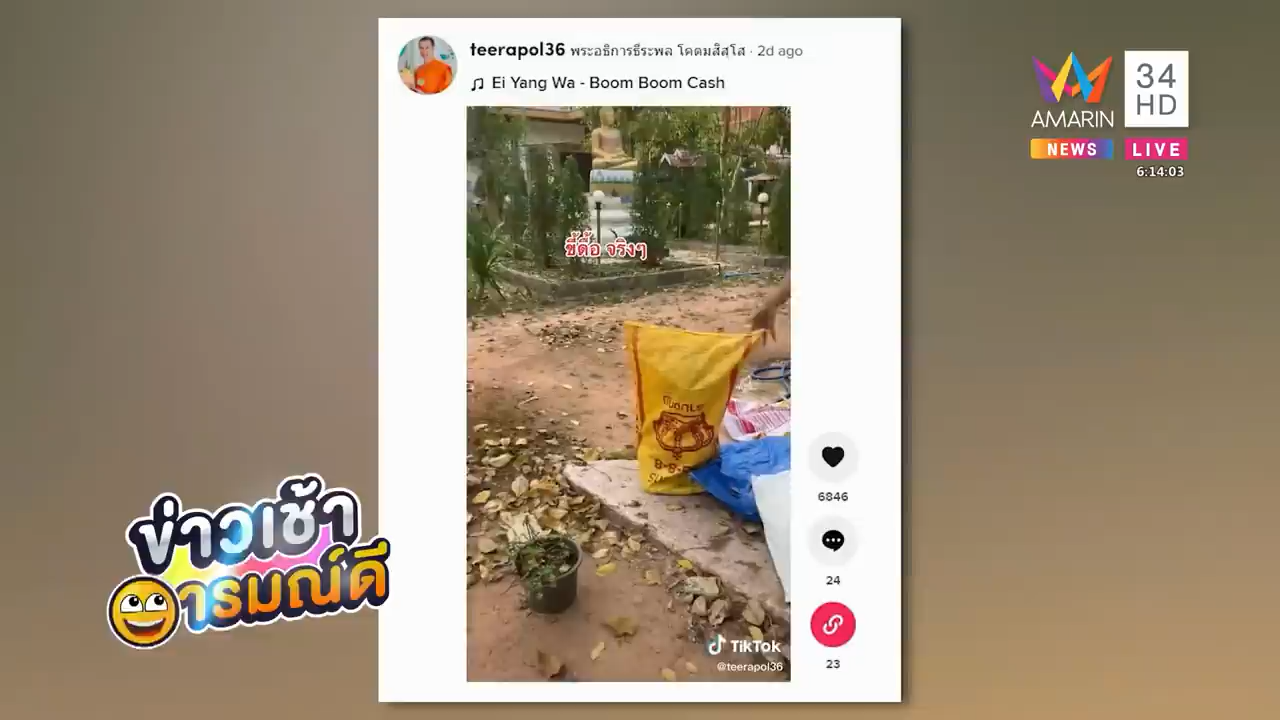 teerapol36 พระอธิการธีระพล โคตมสีสุโส · 2d ago
Ei Yang Wa - Boom Boom Cash
34
HD
AMARIN
NEWS LIVE
6:14:03
ขี้ดื้อ จริงๆ
6846
24
23
ข่าวเช้า
อารมณ์ดี
TikTok
@teerapol36